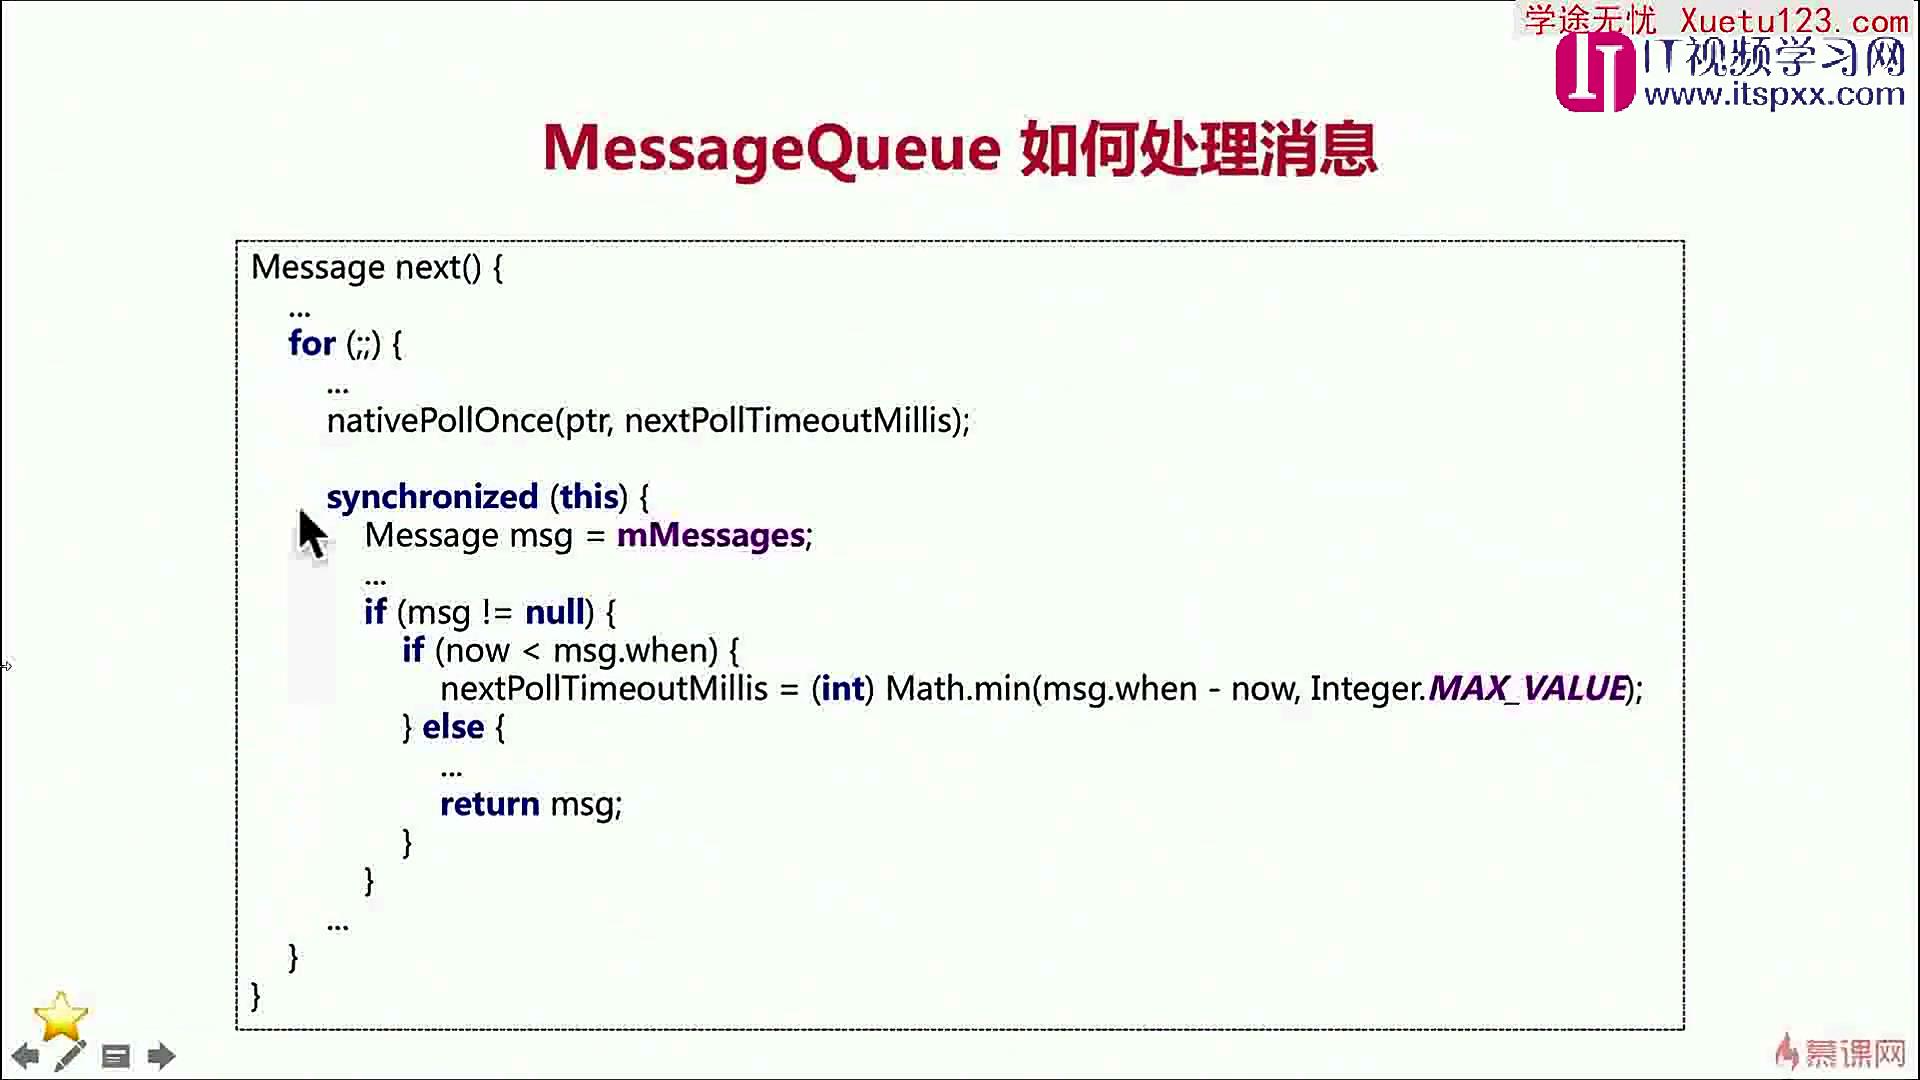 学途无忧 Xuetu123.com
IT视频学习网
www.itspxx.com
MessageQueue 如何处理消息
Message next() {
...
for (;;) {
...
nativePollOnce(ptr, nextPollTimeoutMillis);
synchronized (this) {
Message msg = mMessages;
...
if (msg != null) {
if (now < msg.when) {
nextPollTimeoutMillis = (int) Math.min(msg.when - now, Integer.MAX_VALUE);
} else {
...
return msg;
}
}
...
}
}
慕课网